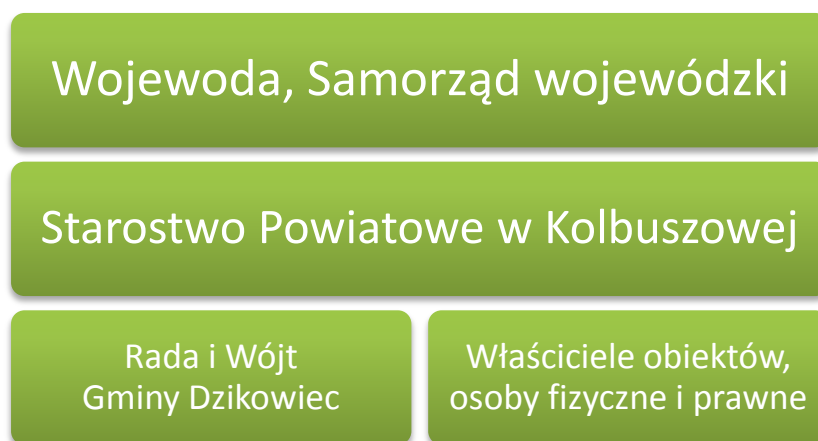 Wojewoda, Samorząd wojewódzki
Starostwo Powiatowe w Kolbuszowej
Rada i Wójt
Gminy Dzikowiec
Właściciele obiektów,
osoby fizyczne i prawne